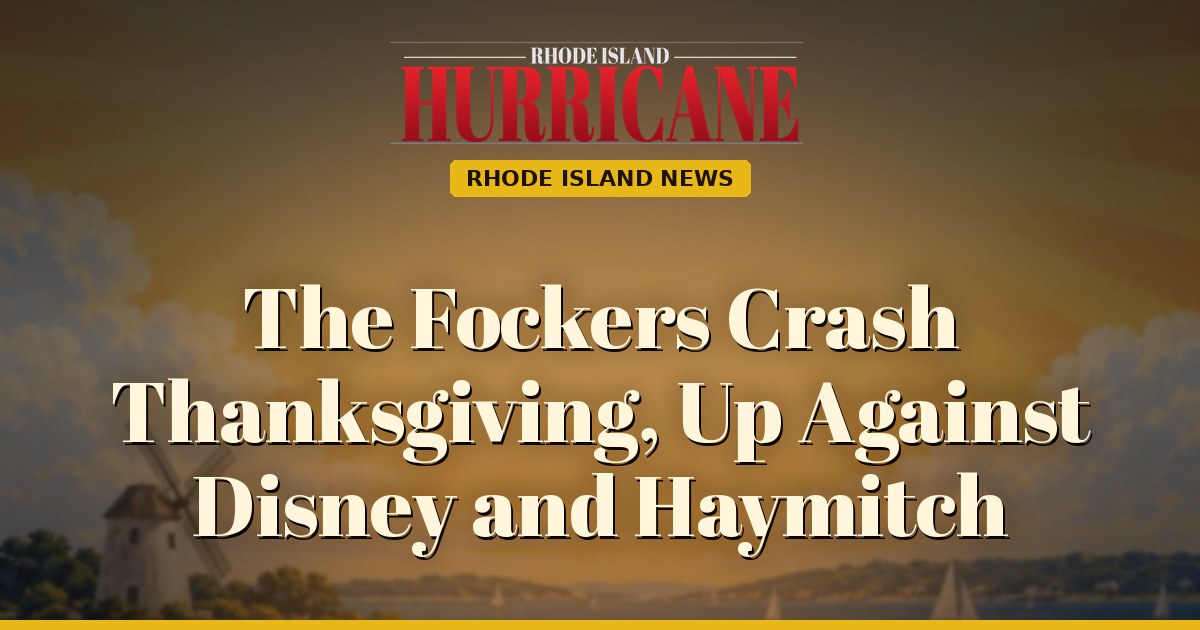 RHODE ISLAND
HURRICANE
RHODE ISLAND NEWS
The Fockers Crash
Thanksgiving, Up Against
Disney and Haymitch